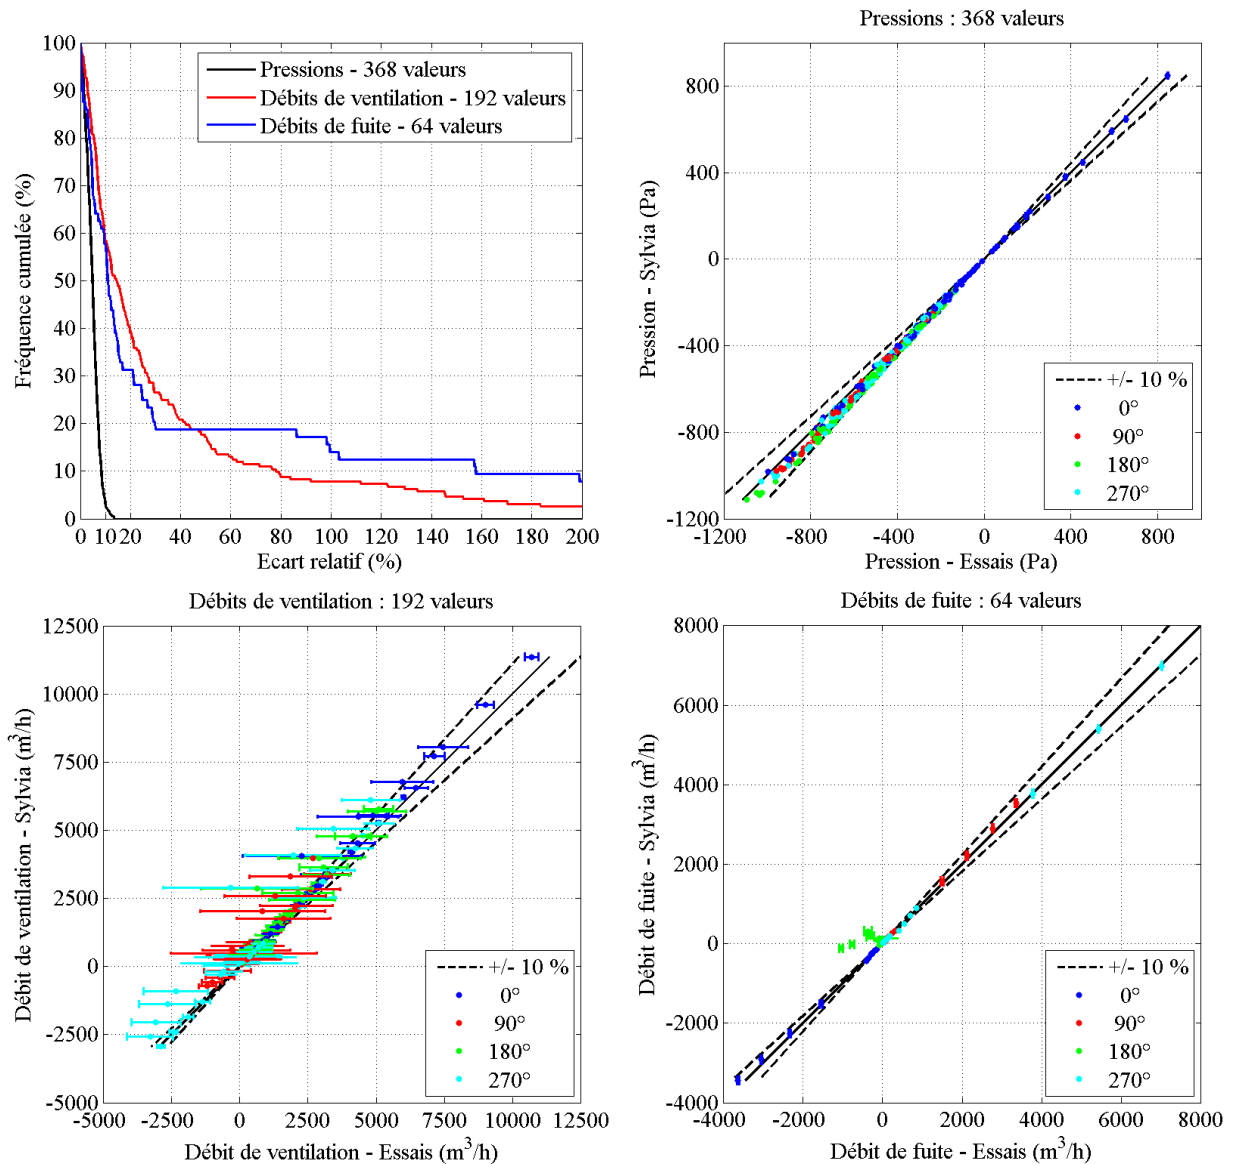 Pressions - 368 valeurs
Débits de ventilation - 192 valeurs
Débits de fuite - 64 valeurs
100
90
80
70
60
50
40
30
20
10
0
Fréquence cumulée (%)
0 10 20 40 60 80 100 120 140 160 180 200
Ecart relatif (%)
Pressions : 368 valeurs
800
400
0
-400
-800
-1200
Pression - Sylvia (Pa)
+/- 10 %
0°
90°
180°
270°
-1200 -800 -400 0 400 800
Pression - Essais (Pa)
Débits de ventilation : 192 valeurs
12500
10000
7500
5000
2500
0
-2500
-5000
Débit de ventilation - Sylvia (m³/h)
+/- 10 %
0°
90°
180°
270°
-5000 -2500 0 2500 5000 7500 10000 12500
Débit de ventilation - Essais (m³/h)
Débits de fuite : 64 valeurs
8000
6000
4000
2000
0
-2000
-4000
Débit de fuite - Sylvia (m³/h)
+/- 10 %
0°
90°
180°
270°
-4000 -2000 0 2000 4000 6000 8000
Débit de fuite - Essais (m³/h)